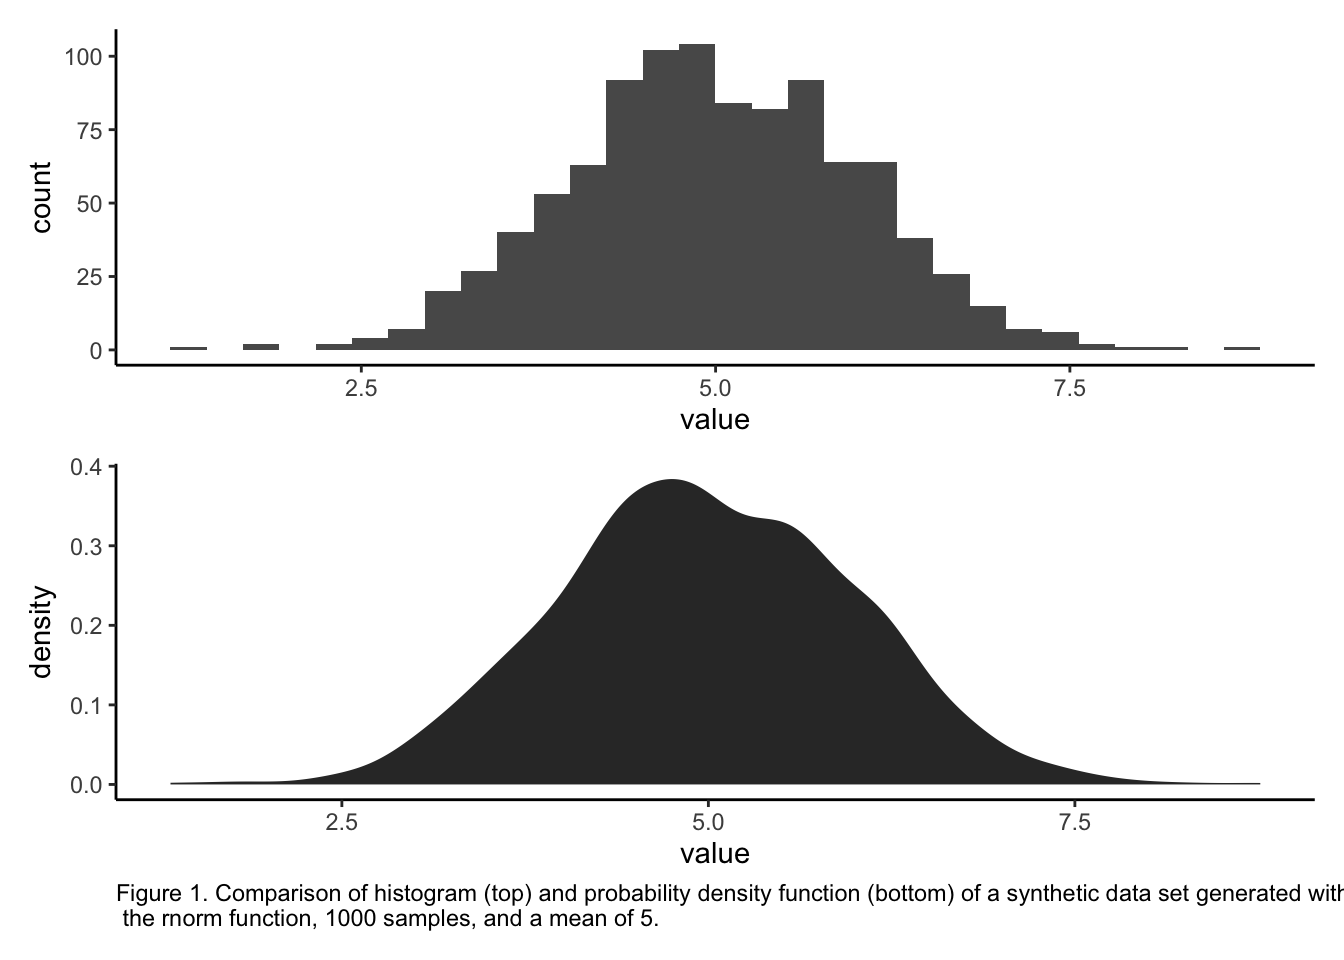 100
75
50
25
0
count
2.5 5.0 7.5
value
0.4
0.3
0.2
0.1
0.0
density
2.5 5.0 7.5
value
Figure 1. Comparison of histogram (top) and probability density function (bottom) of a synthetic data set generated with
the rnorm function, 1000 samples, and a mean of 5.